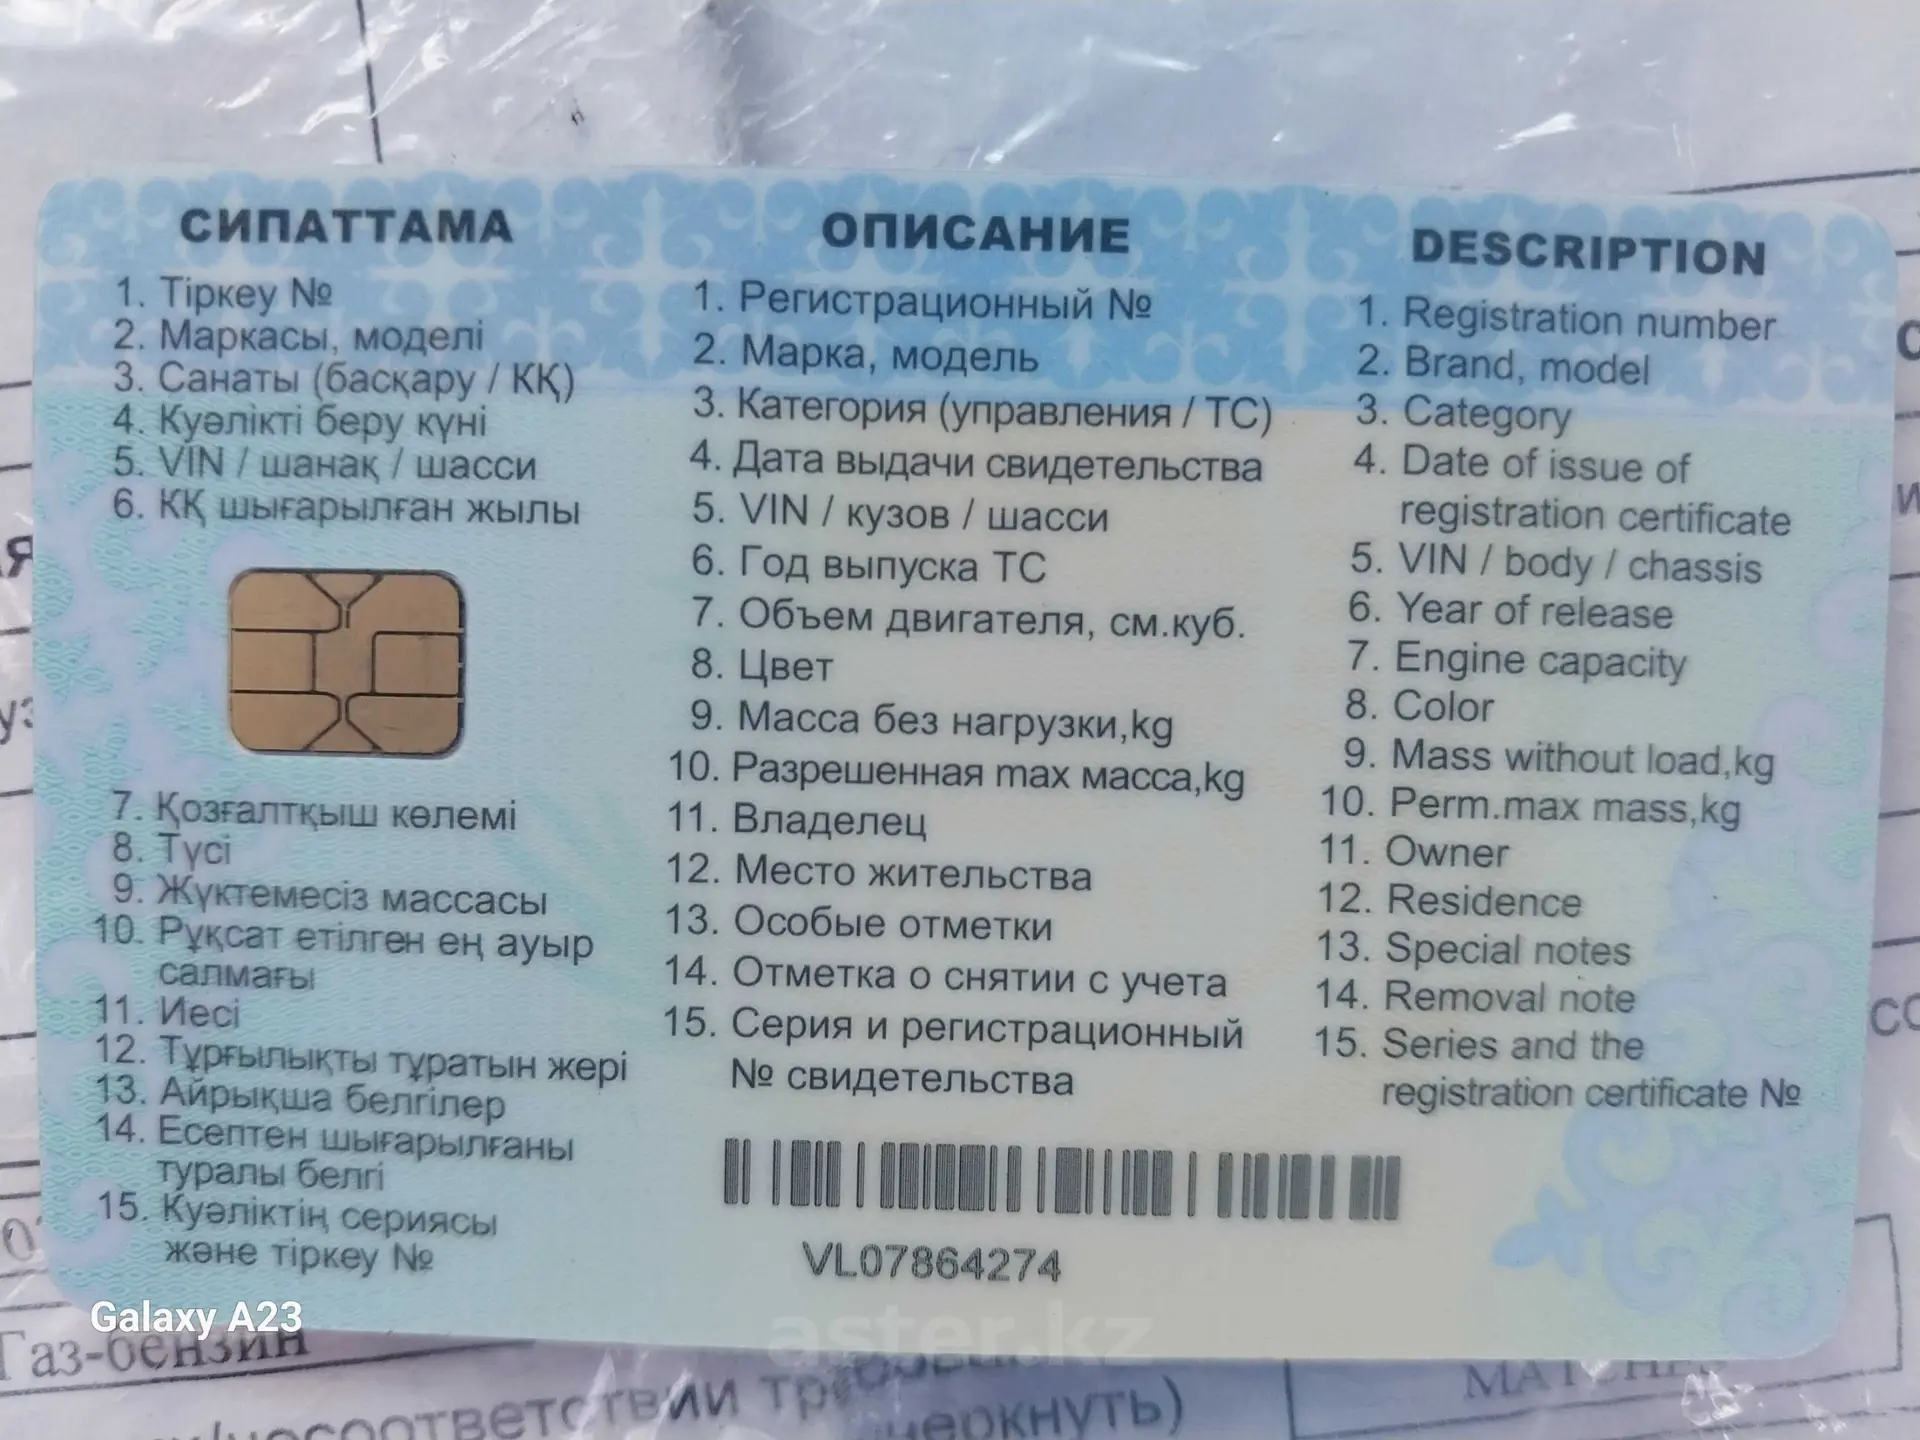 СИПАТТАМА
1. Тіркеу №
2. Маркасы, моделі
3. Санаты (басқару / КҚ)
4. Куәлікті беру күні
5. VIN / шанақ / шасси
6. КҚ шығарылған жылы
7. Қозғалтқыш көлемі
8. Түсі
9. Жүктемесіз массасы
10. Рұқсат етілген ең ауыр
салмағы
11. Иесі
12. Тұрғылықты тұратын жері
13. Айрықша белгілер
14. Есептен шығарылғаны
туралы белгі
15. Куәліктің сериясы
және тіркеу №
ОПИСАНИЕ
1. Регистрационный №
2. Марка, модель
3. Категория (управления / ТС)
4. Дата выдачи свидетельства
5. VIN / кузов / шасси
6. Год выпуска ТС
7. Объем двигателя, см.куб.
8. Цвет
9. Масса без нагрузки,kg
10. Разрешенная max масса,kg
11. Владелец
12. Место жительства
13. Особые отметки
14. Отметка о снятии с учета
15. Серия и регистрационный
№ свидетельства
DESCRIPTION
1. Registration number
2. Brand, model
3. Category
4. Date of issue of
registration certificate
5. VIN / body / chassis
6. Year of release
7. Engine capacity
8. Color
9. Mass without load,kg
10. Perm.max mass,kg
11. Owner
12. Residence
13. Special notes
14. Removal note
15. Series and the
registration certificate №
VL07864274
Galaxy A23
aster.kz
Газ-бензин